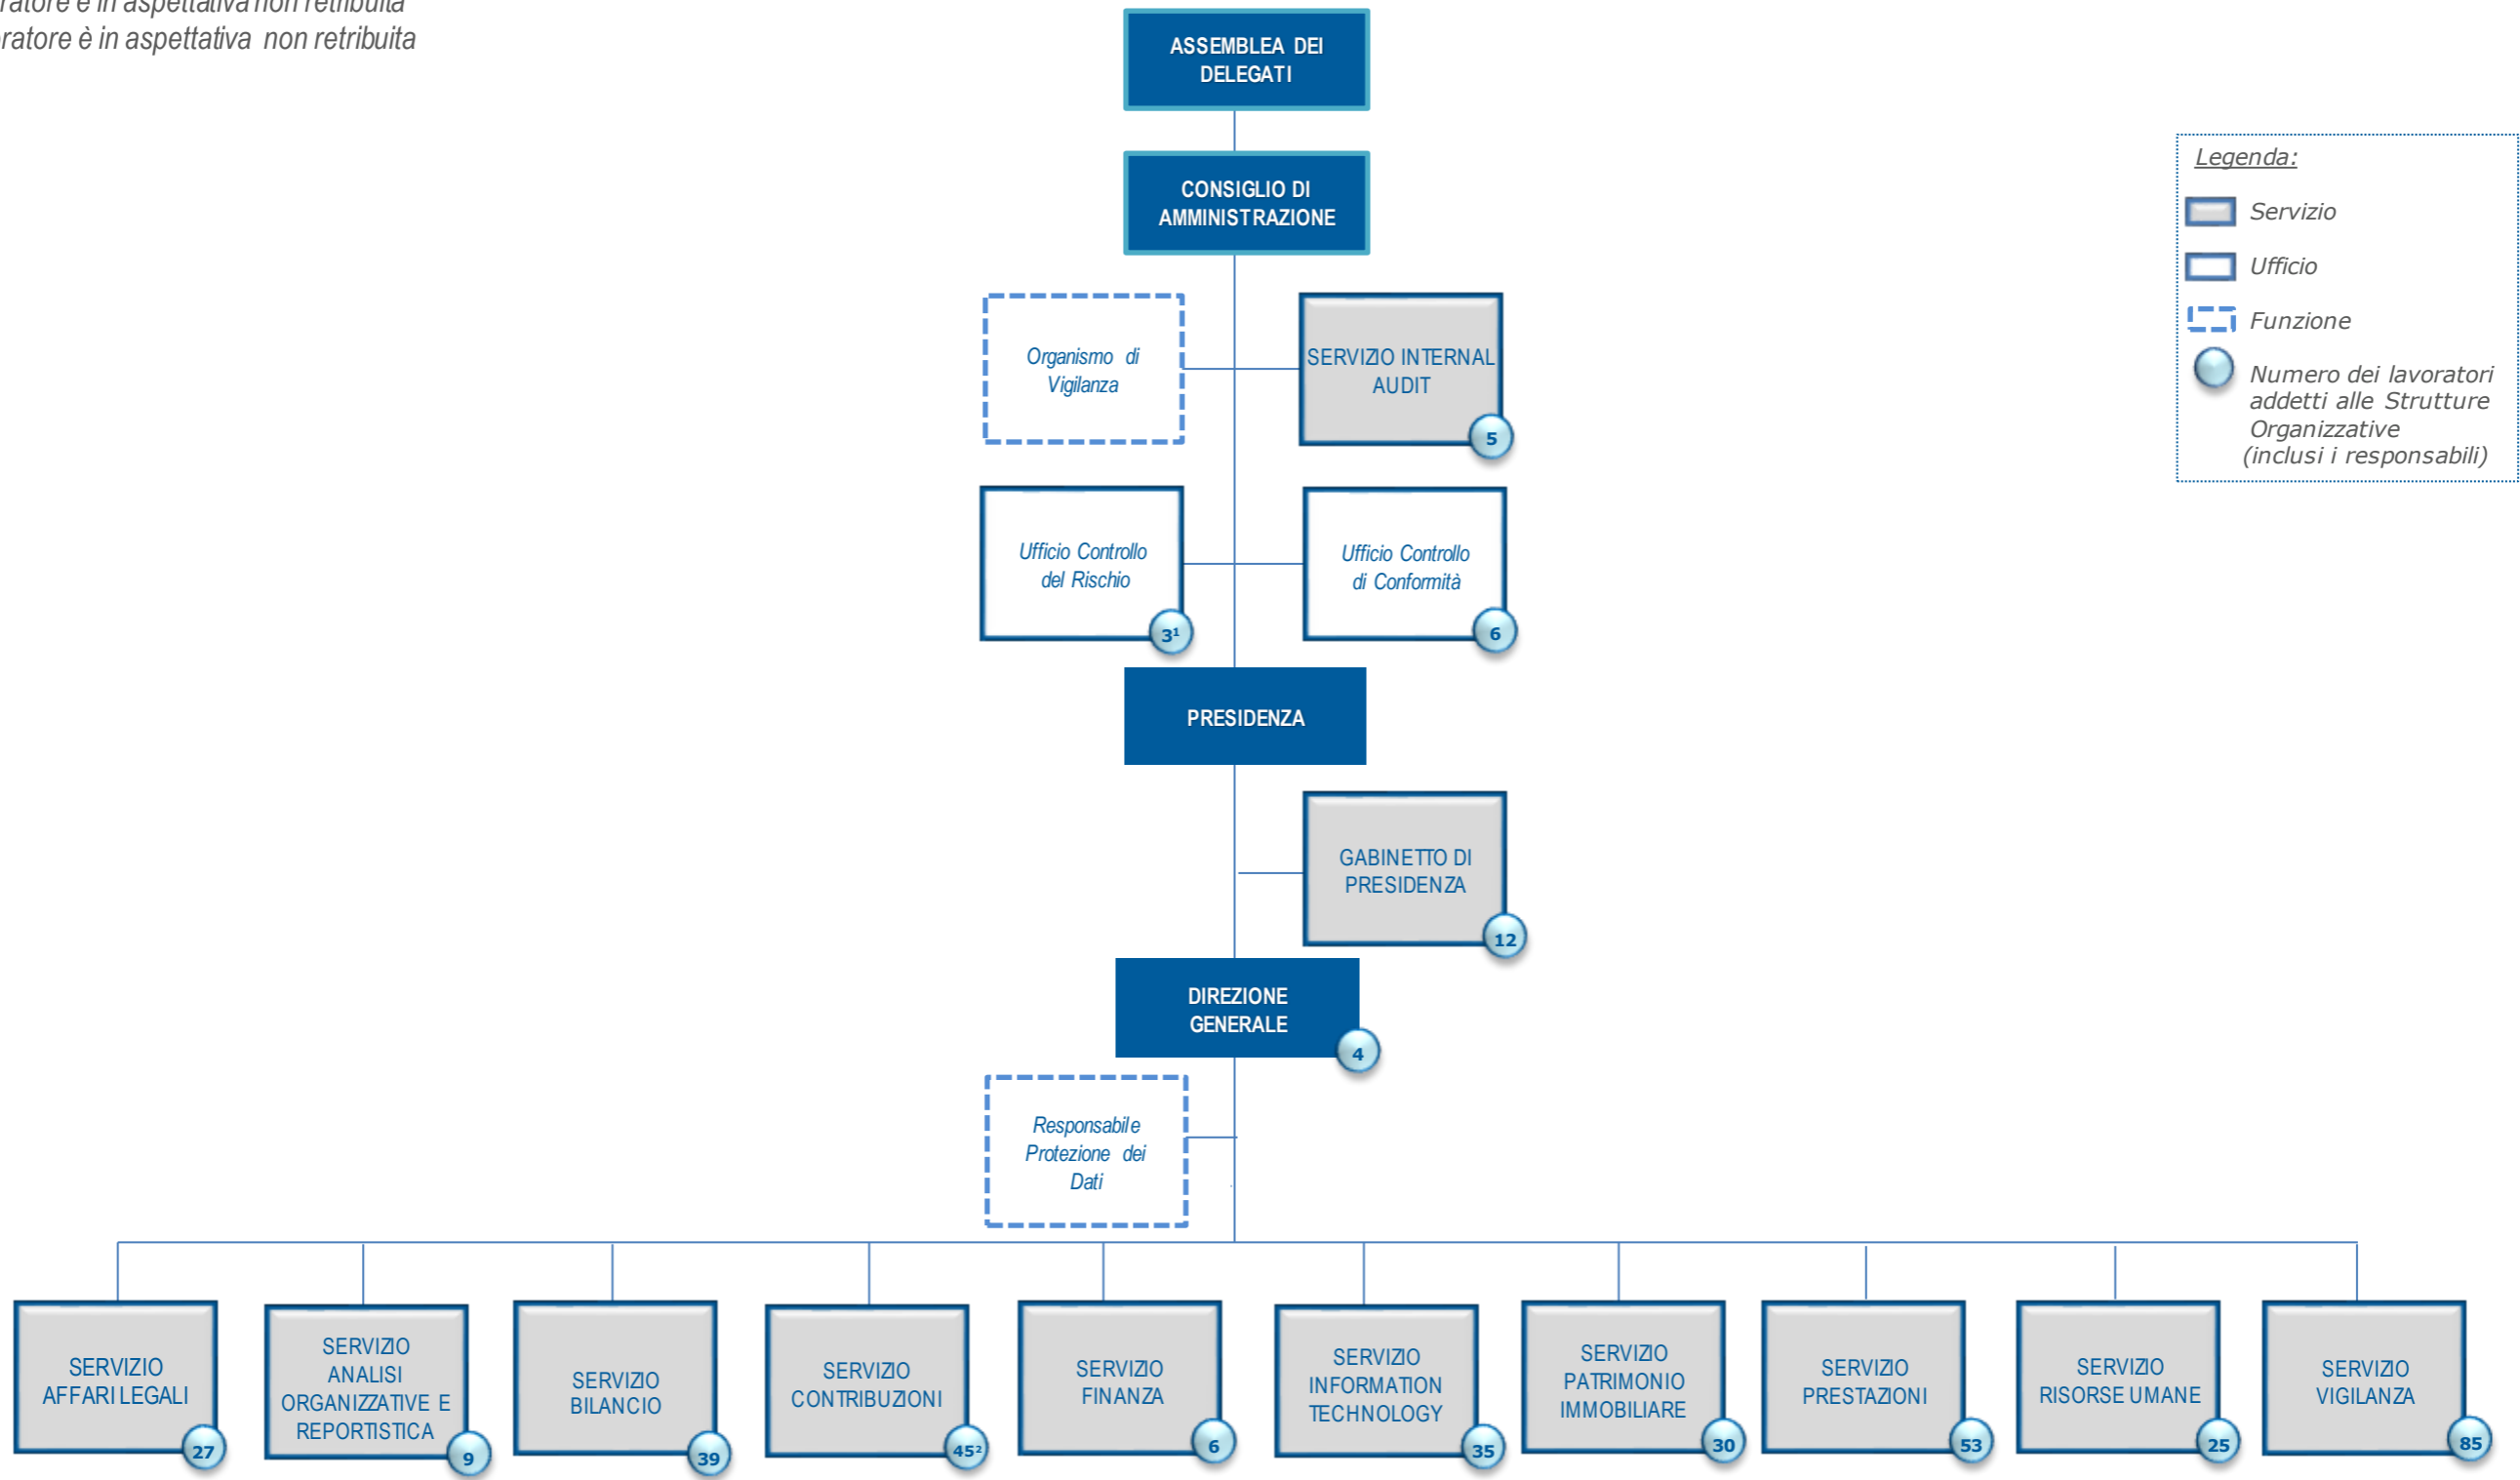 è in aspettativa non retribuita
è in aspettativa non retribuita
ASSEMBLEA DEI
DELEGATI
CONSIGLIO DI
AMMINISTRAZIONE
Legenda:
Servizio
Ufficio
Funzione
Numero dei lavoratori
addetti alle Strutture
Organizzative
(inclusi i responsabili)
Organismo di
Vigilanza
SERVIZIO INTERNAL
AUDIT
5
Ufficio Controllo
del Rischio
3¹
Ufficio Controllo
di Conformità
6
PRESIDENZA
GABINETTO DI
PRESIDENZA
12
DIREZIONE
GENERALE
4
Responsabile
Protezione dei
Dati
SERVIZIO
AFFARI LEGALI
27
SERVIZIO
ANALISI
ORGANIZZATIVE E
REPORTISTICA
9
SERVIZIO
BILANCIO
39
SERVIZIO
CONTRIBUZIONI
45²
SERVIZIO
FINANZA
6
SERVIZIO
INFORMATION
TECHNOLOGY
35
SERVIZIO
PATRIMONIO
IMMOBILIARE
30
SERVIZIO
PRESTAZIONI
53
SERVIZIO
RISORSE UMANE
25
SERVIZIO
VIGILANZA
85